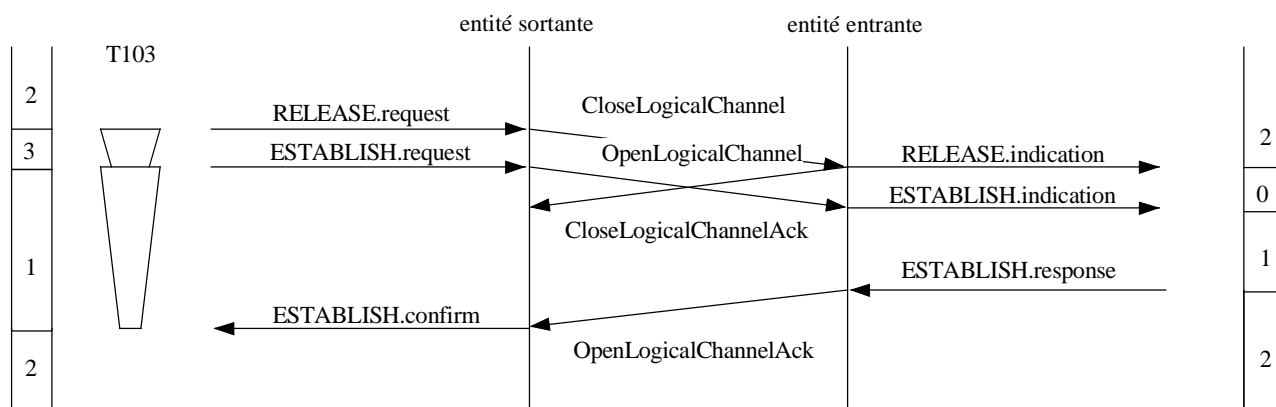 entité sortante
entité entrante
T103
2
RELEASE.request
CloseLogicalChannel
2
3
ESTABLISH.request
OpenLogicalChannel
RELEASE.indication
ESTABLISH.indication
0
CloseLogicalChannelAck
1
ESTABLISH.response
1
ESTABLISH.confirm
OpenLogicalChannelAck
2
2